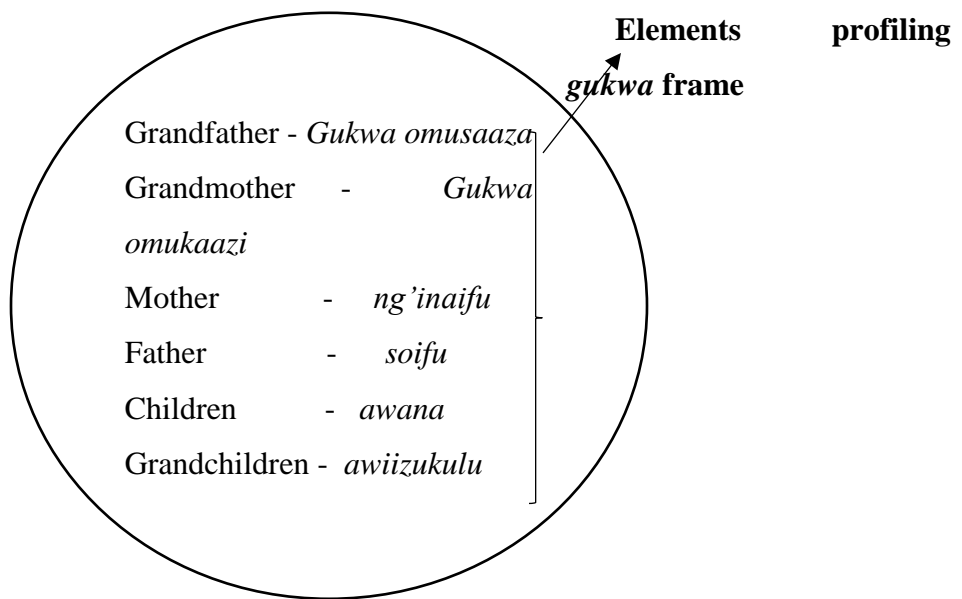 Elements profiling
gukwa frame
Grandfather - Gukwa omusaaza
Grandmother - Gukwa
omukaazi
Mother - ng’inaifu
Father - soifu
Children - awana
Grandchildren - awiizukulu